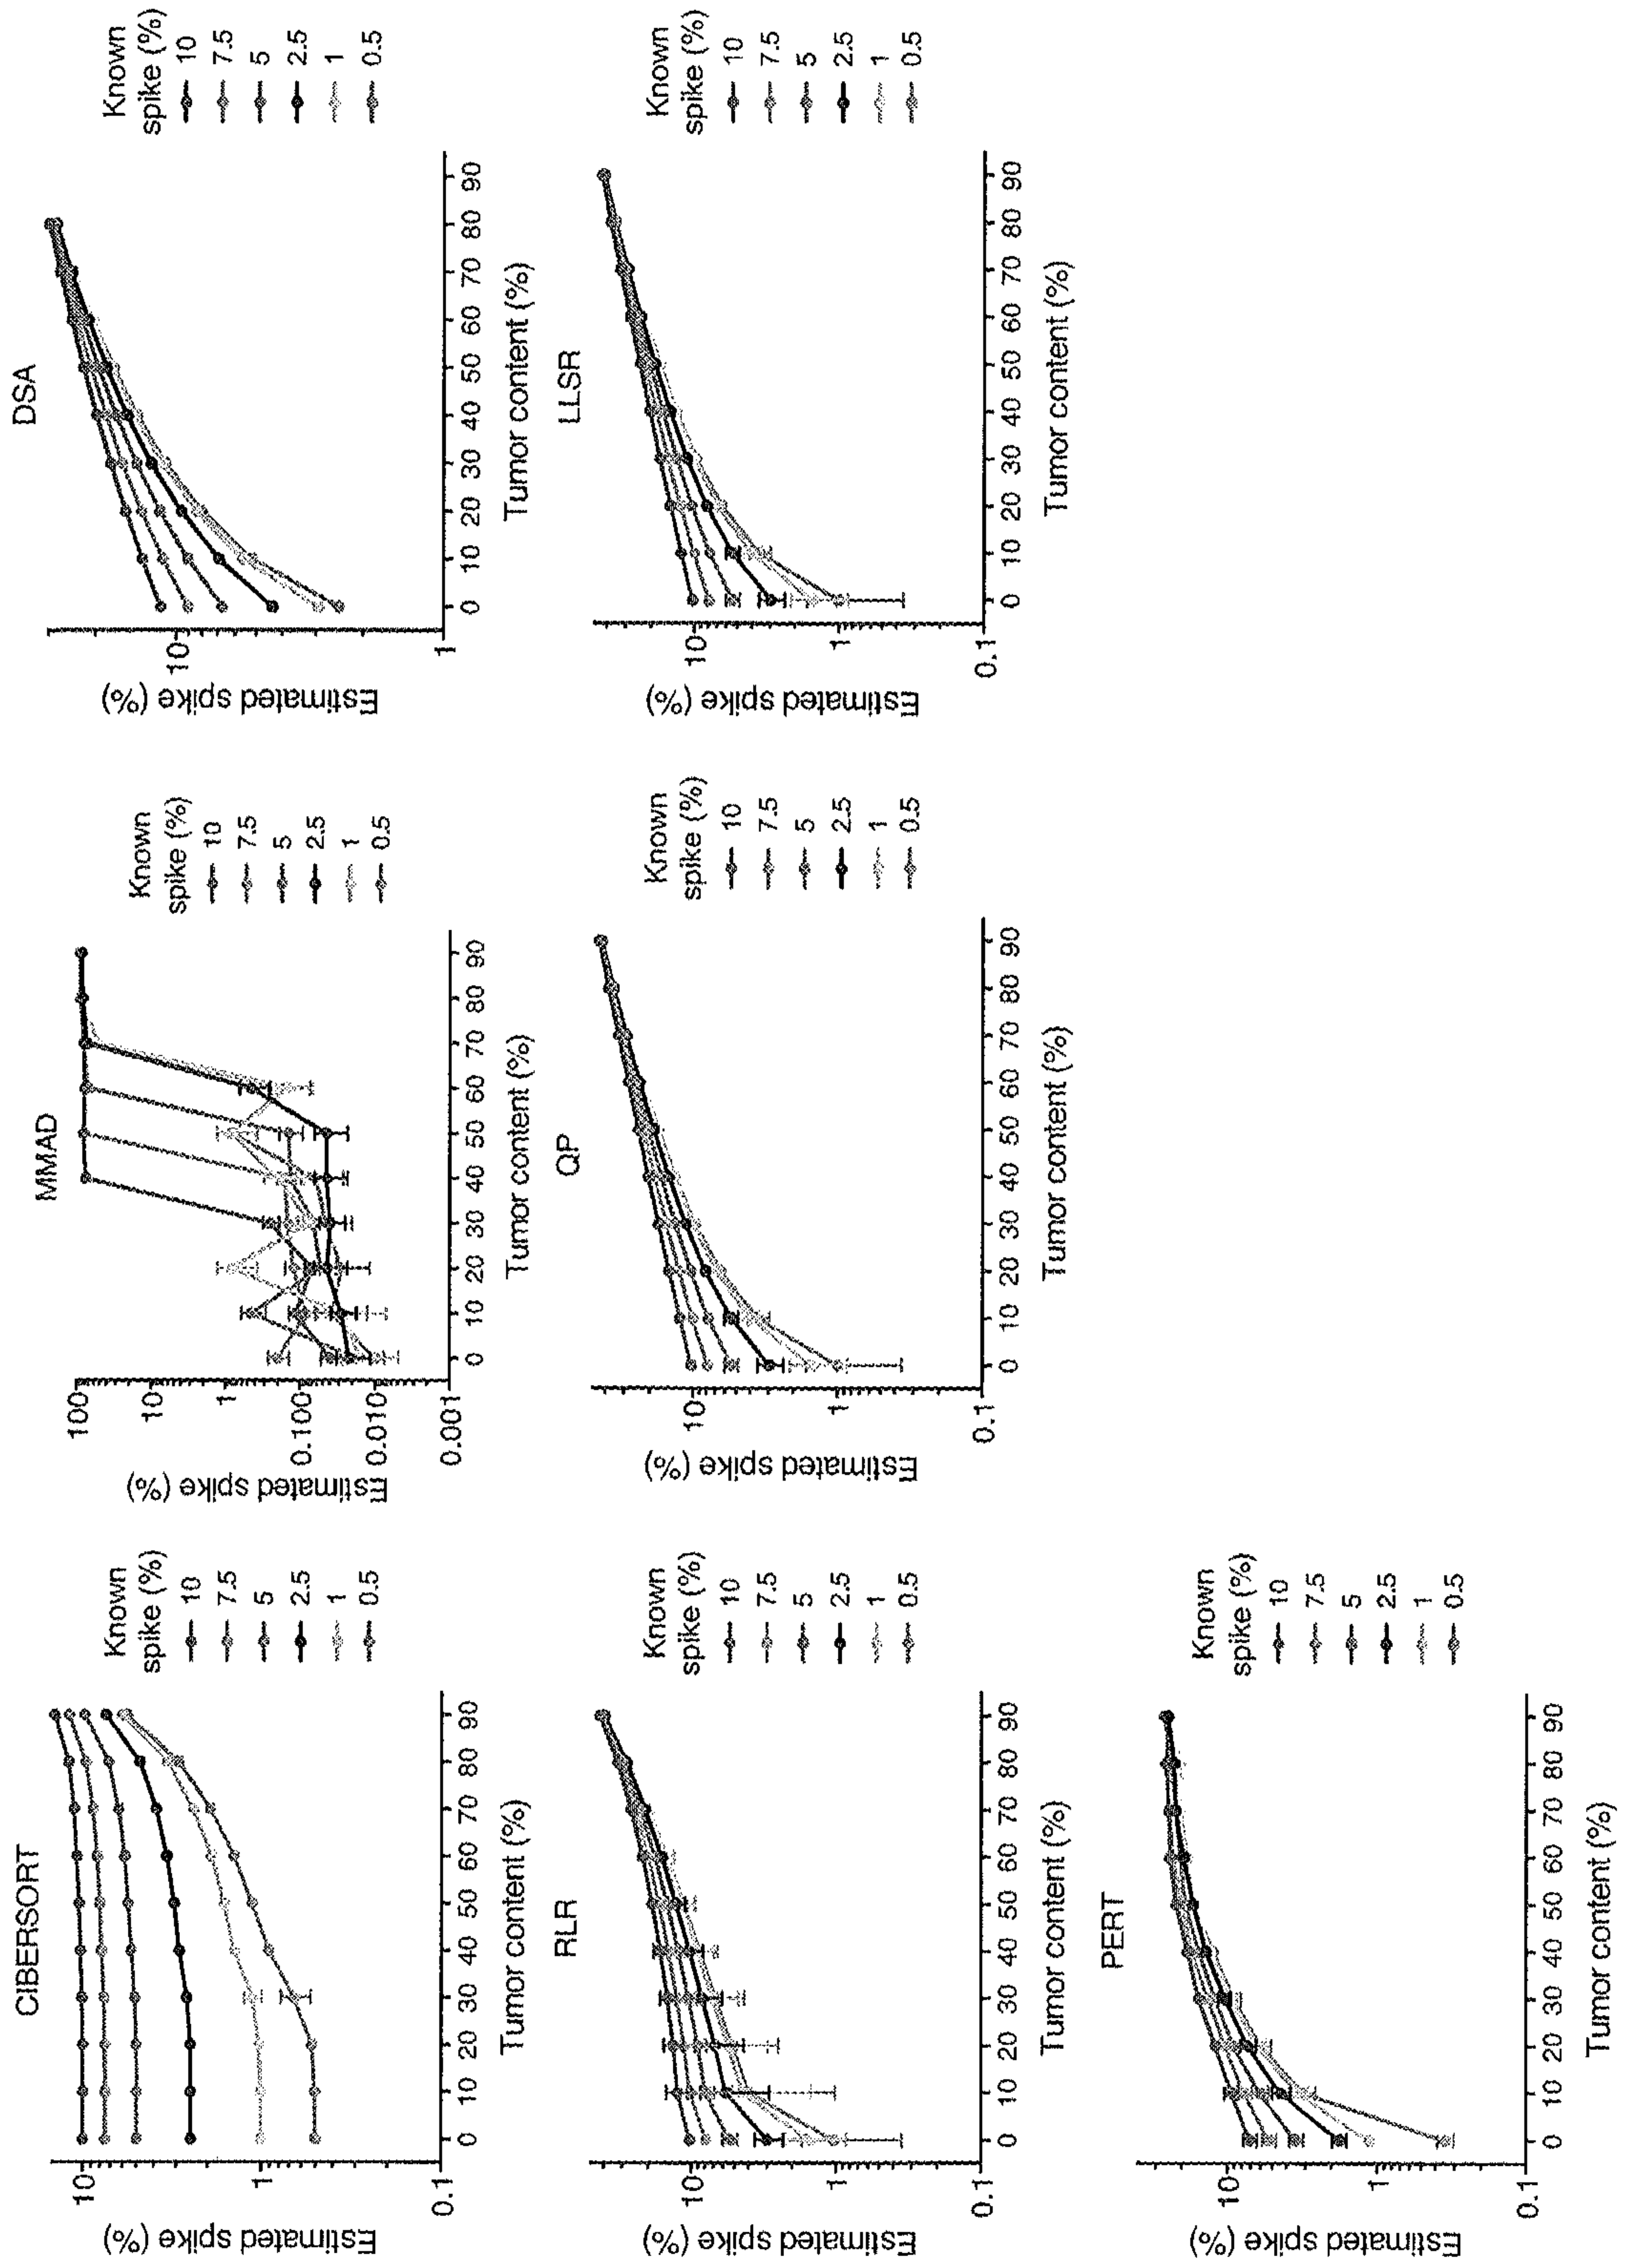 CIBERSORT
Estimated spike (%)
10
1
0.1
0 10 20 30 40 50 60 70 80 90
Tumor content (%)
Known
spike (%)
10
7.5
5
2.5
1
0.5
MMAD
Estimated spike (%)
100
10
1
0.100
0.010
0.001
0 10 20 30 40 50 60 70 80 90
Tumor content (%)
Known
spike (%)
10
7.5
5
2.5
1
0.5
DSA
Estimated spike (%)
10
1
0 10 20 30 40 50 60 70 80 90
Tumor content (%)
Known
spike (%)
10
7.5
5
2.5
1
0.5
RLR
Estimated spike (%)
10
1
0.1
0 10 20 30 40 50 60 70 80 90
Tumor content (%)
Known
spike (%)
10
7.5
5
2.5
1
0.5
QP
Estimated spike (%)
10
1
0.1
0 10 20 30 40 50 60 70 80 90
Tumor content (%)
Known
spike (%)
10
7.5
5
2.5
1
0.5
LLSR
Estimated spike (%)
10
1
0.1
0 10 20 30 40 50 60 70 80 90
Tumor content (%)
Known
spike (%)
10
7.5
5
2.5
1
0.5
PERT
Estimated spike (%)
10
1
0.1
0 10 20 30 40 50 60 70 80 90
Tumor content (%)
Known
spike (%)
10
7.5
5
2.5
1
0.5